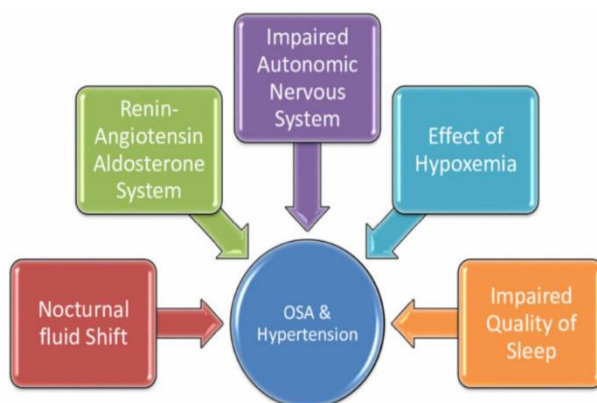 Impaired
Autonomic
Nervous
System
Renin-
Angiotensin
Aldosterone
System
Effect of
Hypoxemia
Nocturnal
fluid Shift
OSA &
Hypertension
Impaired
Quality of
Sleep